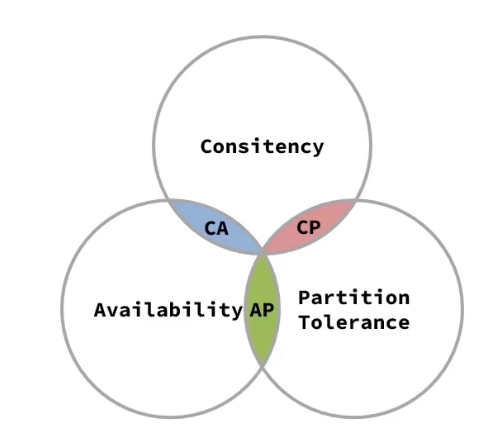 Consitency
CA
CP
Availability
AP
Partition
Tolerance